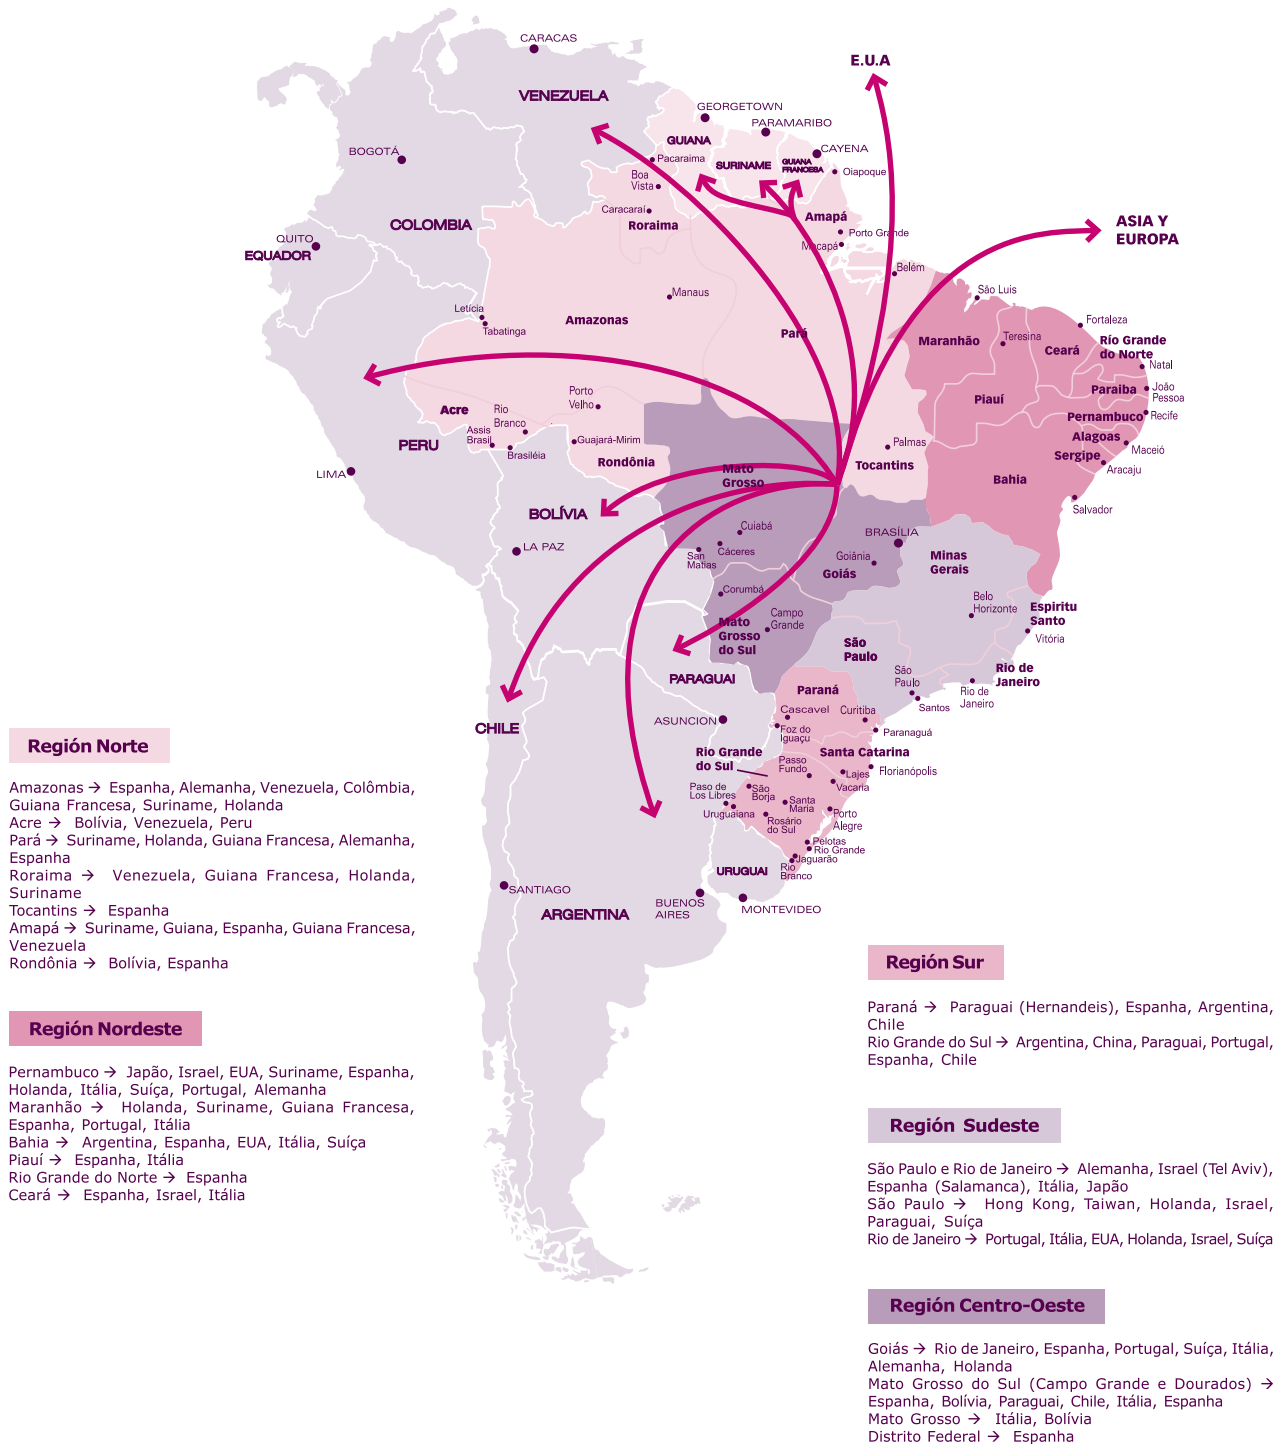 CARACAS
E.U.A
VENEZUELA
GEORGETOWN
PARAMARIBO
GUIANA
CAYENA
BOGOTÁ
Pacaraima
SURINAME
GUIANA
FRANCESA
Oiapoque
Boa
Vista
Caracaraí
Roraima
Amapá
ASIA Y
EUROPA
COLOMBIA
Porto Grande
Macapá
QUITO
EQUADOR
Belém
Manaus
São Luis
Letícia
Tabatinga
Amazonas
Pará
Fortaleza
Maranhão
Teresina
Ceará
Río Grande
do Norte
Natal
Porto
Velho
Piauí
Paraiba
João
Pessoa
Acre
Rio
Branco
Pernambuco
Recife
Assis
Brasil
Brasiléia
Guajará-Mirim
PERU
Palmas
Alagoas
Maceió
Sergipe
Aracaju
LIMA
Rondônia
Mato
Grosso
Tocantins
Bahia
Salvador
BOLÍVIA
Cuiabá
BRASÍLIA
LA PAZ
San
Matias
Cáceres
Goiânia
Goiás
Minas
Gerais
Corumbá
Belo
Horizonte
Espiritu
Santo
Vitória
Campo
Grande
Mato
Grosso
do Sul
São
Paulo
São
Paulo
Rio de
Janeiro
PARAGUAI
Paraná
Rio de
Janeiro
Santos
ASUNCION
Cascavel
Curitiba
Foz do
Iguaçu
Paranaguá
CHILE
Rio Grande
do Sul
Santa Catarina
Passo
Fundo
Lajes
Florianópolis
Vacaria
Paso de
Los Libres
São
Borja
Uruguaiana
Santa
Maria
Rosário
do Sul
Porto
Alegre
Pelotas
Rio Grande
Jaguarão
Rio
Branco
URUGUAI
SANTIAGO
BUENOS
AIRES
MONTEVIDEO
ARGENTINA
Región Norte
Amazonas → Espanha, Alemanha, Venezuela, Colômbia,
Guiana Francesa, Suriname, Holanda
Acre → Bolívia, Venezuela, Peru
Pará → Suriname, Holanda, Guiana Francesa, Alemanha,
Espanha
Roraima → Venezuela, Guiana Francesa, Holanda,
Suriname
Tocantins → Espanha
Amapá → Suriname, Guiana, Espanha, Guiana Francesa,
Venezuela
Rondônia → Bolívia, Espanha
Región Nordeste
Pernambuco → Japão, Israel, EUA, Suriname, Espanha,
Holanda, Itália, Suíça, Portugal, Alemanha
Maranhão → Holanda, Suriname, Guiana Francesa,
Espanha, Portugal, Itália
Bahia → Argentina, Espanha, EUA, Itália, Suíça
Piauí → Espanha, Itália
Rio Grande do Norte → Espanha
Ceará → Espanha, Israel, Itália
Región Sur
Paraná → Paraguai (Hernandeis), Espanha, Argentina,
Chile
Rio Grande do Sul → Argentina, China, Paraguai, Portugal,
Espanha, Chile
Región Sudeste
São Paulo e Rio de Janeiro → Alemanha, Israel (Tel Aviv),
Espanha (Salamanca), Itália, Japão
São Paulo → Hong Kong, Taiwan, Holanda, Israel,
Paraguai, Suíça
Rio de Janeiro → Portugal, Itália, EUA, Holanda, Israel, Suíça
Región Centro-Oeste
Goiás → Rio de Janeiro, Espanha, Portugal, Suíça, Itália,
Alemanha, Holanda
Mato Grosso do Sul (Campo Grande e Dourados) →
Espanha, Bolívia, Paraguai, Chile, Itália, Espanha
Mato Grosso → Itália, Bolívia
Distrito Federal → Espanha